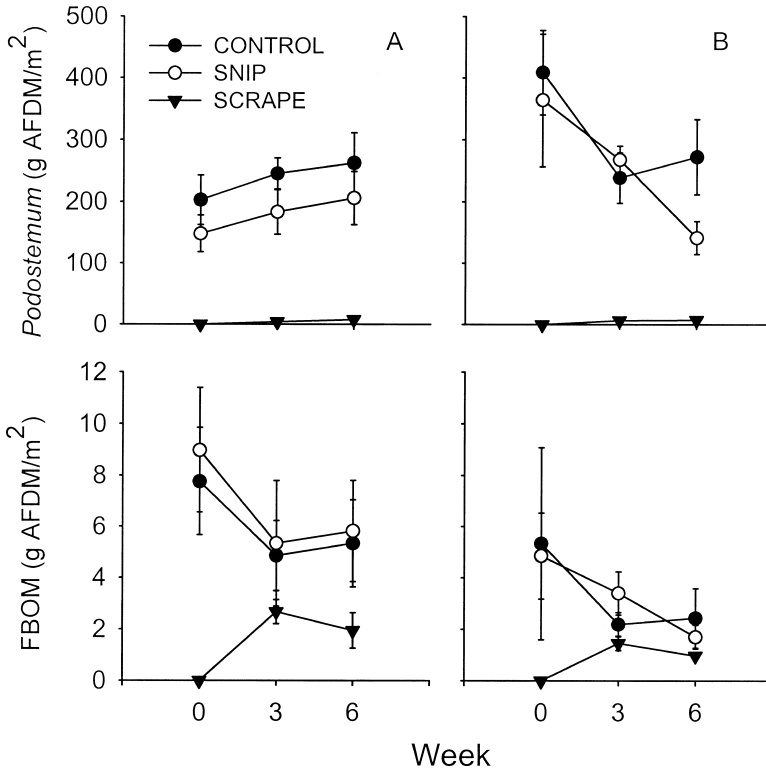 500
400
300
200
100
0
Podostemum (g AFDM/m²)
CONTROL
SNIP
SCRAPE
A
B
12
10
8
6
4
2
0
FBOM (g AFDM/m²)
0 3 6
0 3 6
Week